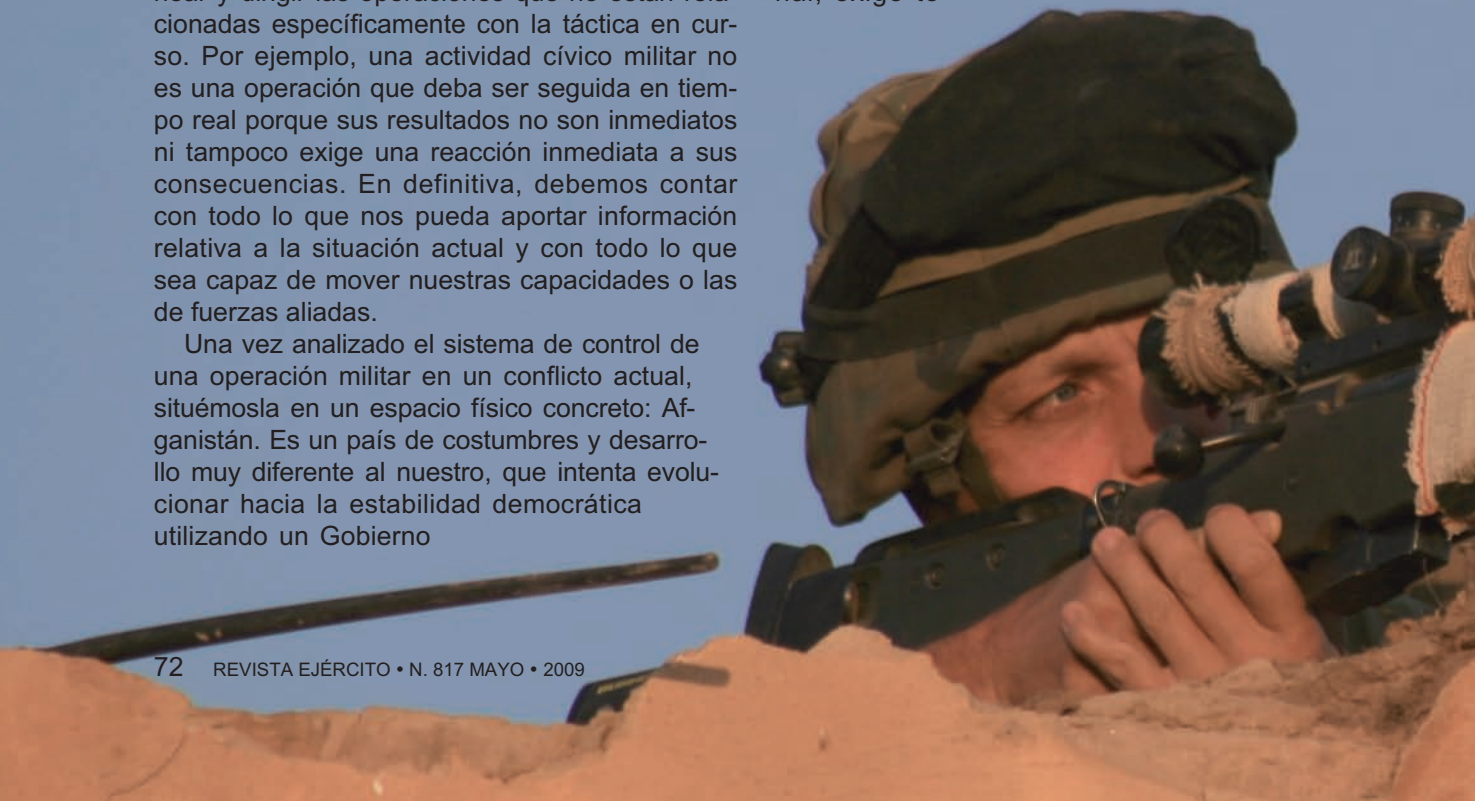 cionadas específicamente con la táctica en cur-
so. Por ejemplo, una actividad cívico militar no
es una operación que deba ser seguida en tiem-
po real porque sus resultados no son inmediatos
ni tampoco exige una reacción inmediata a sus
consecuencias. En definitiva, debemos contar
con todo lo que nos pueda aportar información
relativa a la situación actual y con todo lo que
sea capaz de mover nuestras capacidades o las
de fuerzas aliadas.
Una vez analizado el sistema de control de
una operación militar en un conflicto actual,
situémosla en un espacio físico concreto: Af-
ganistán. Es un país de costumbres y desarro-
llo muy diferente al nuestro, que intenta evolu-
cionar hacia la estabilidad democrática
utilizando un Gobierno
72 REVISTA EJÉRCITO • N. 817 MAYO • 2009